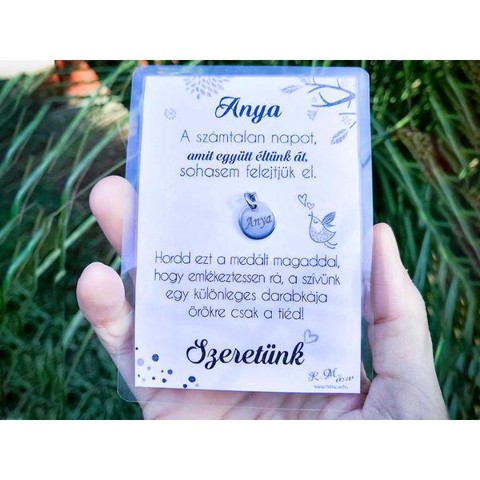 Anya
A számtalan napot,
amit együtt éltünk át,
sohasem felejtjük el.
Anya
Hordd ezt a medált magaddal,
hogy emlékeztessen rá, a szívünk
egy különleges darabkája
örökre csak a tiéd!
Szeretünk